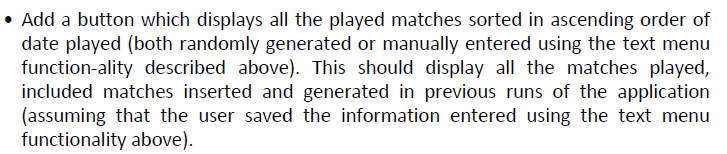 • Add a button which displays all the played matches sorted in ascending order of
date played (both randomly generated or manually entered using the text menu
function-ality described above). This should display all the matches played,
included matches inserted and generated in previous runs of the application
(assuming that the user saved the information entered using the text menu
functionality above).